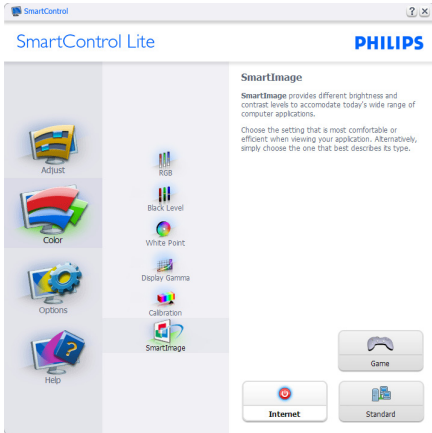 SmartControl
? ×
SmartControl Lite
PHILIPS
Adjust
Color
Options
Help
RGB
Black Level
White Point
Display Gamma
Calibration
SmartImage
SmartImage
SmartImage provides different brightness and
contrast levels to accomodate today's wide range of
computer applications.
Choose the setting that is most comfortable or
efficient when viewing your application. Alternatively,
simply choose the one that best describes its type.
Game
Internet
Standard